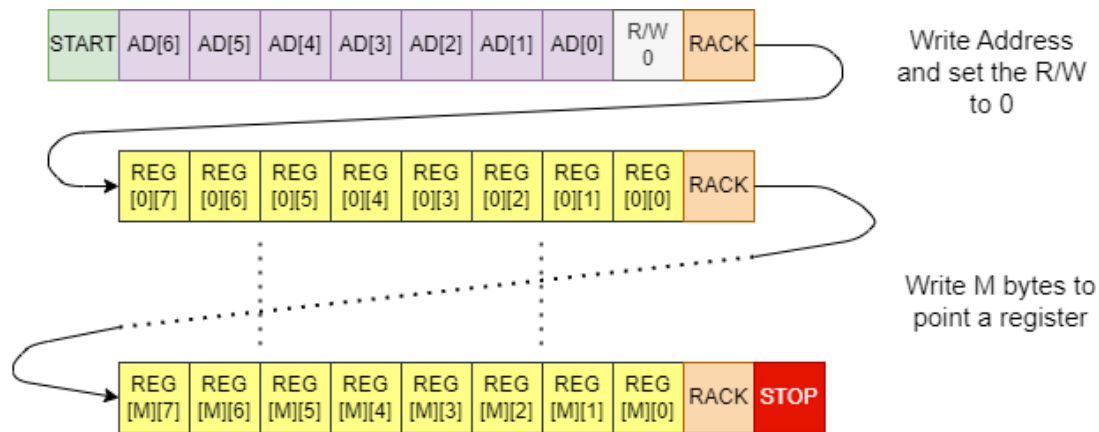 START AD[6] AD[5] AD[4] AD[3] AD[2] AD[1] AD[0] R/W 0 RACK
Write Address
and set the R/W
to 0
REG [0][7] REG [0][6] REG [0][5] REG [0][4] REG [0][3] REG [0][2] REG [0][1] REG [0][0] RACK
Write M bytes to
point a register
REG [M][7] REG [M][6] REG [M][5] REG [M][4] REG [M][3] REG [M][2] REG [M][1] REG [M][0] RACK STOP